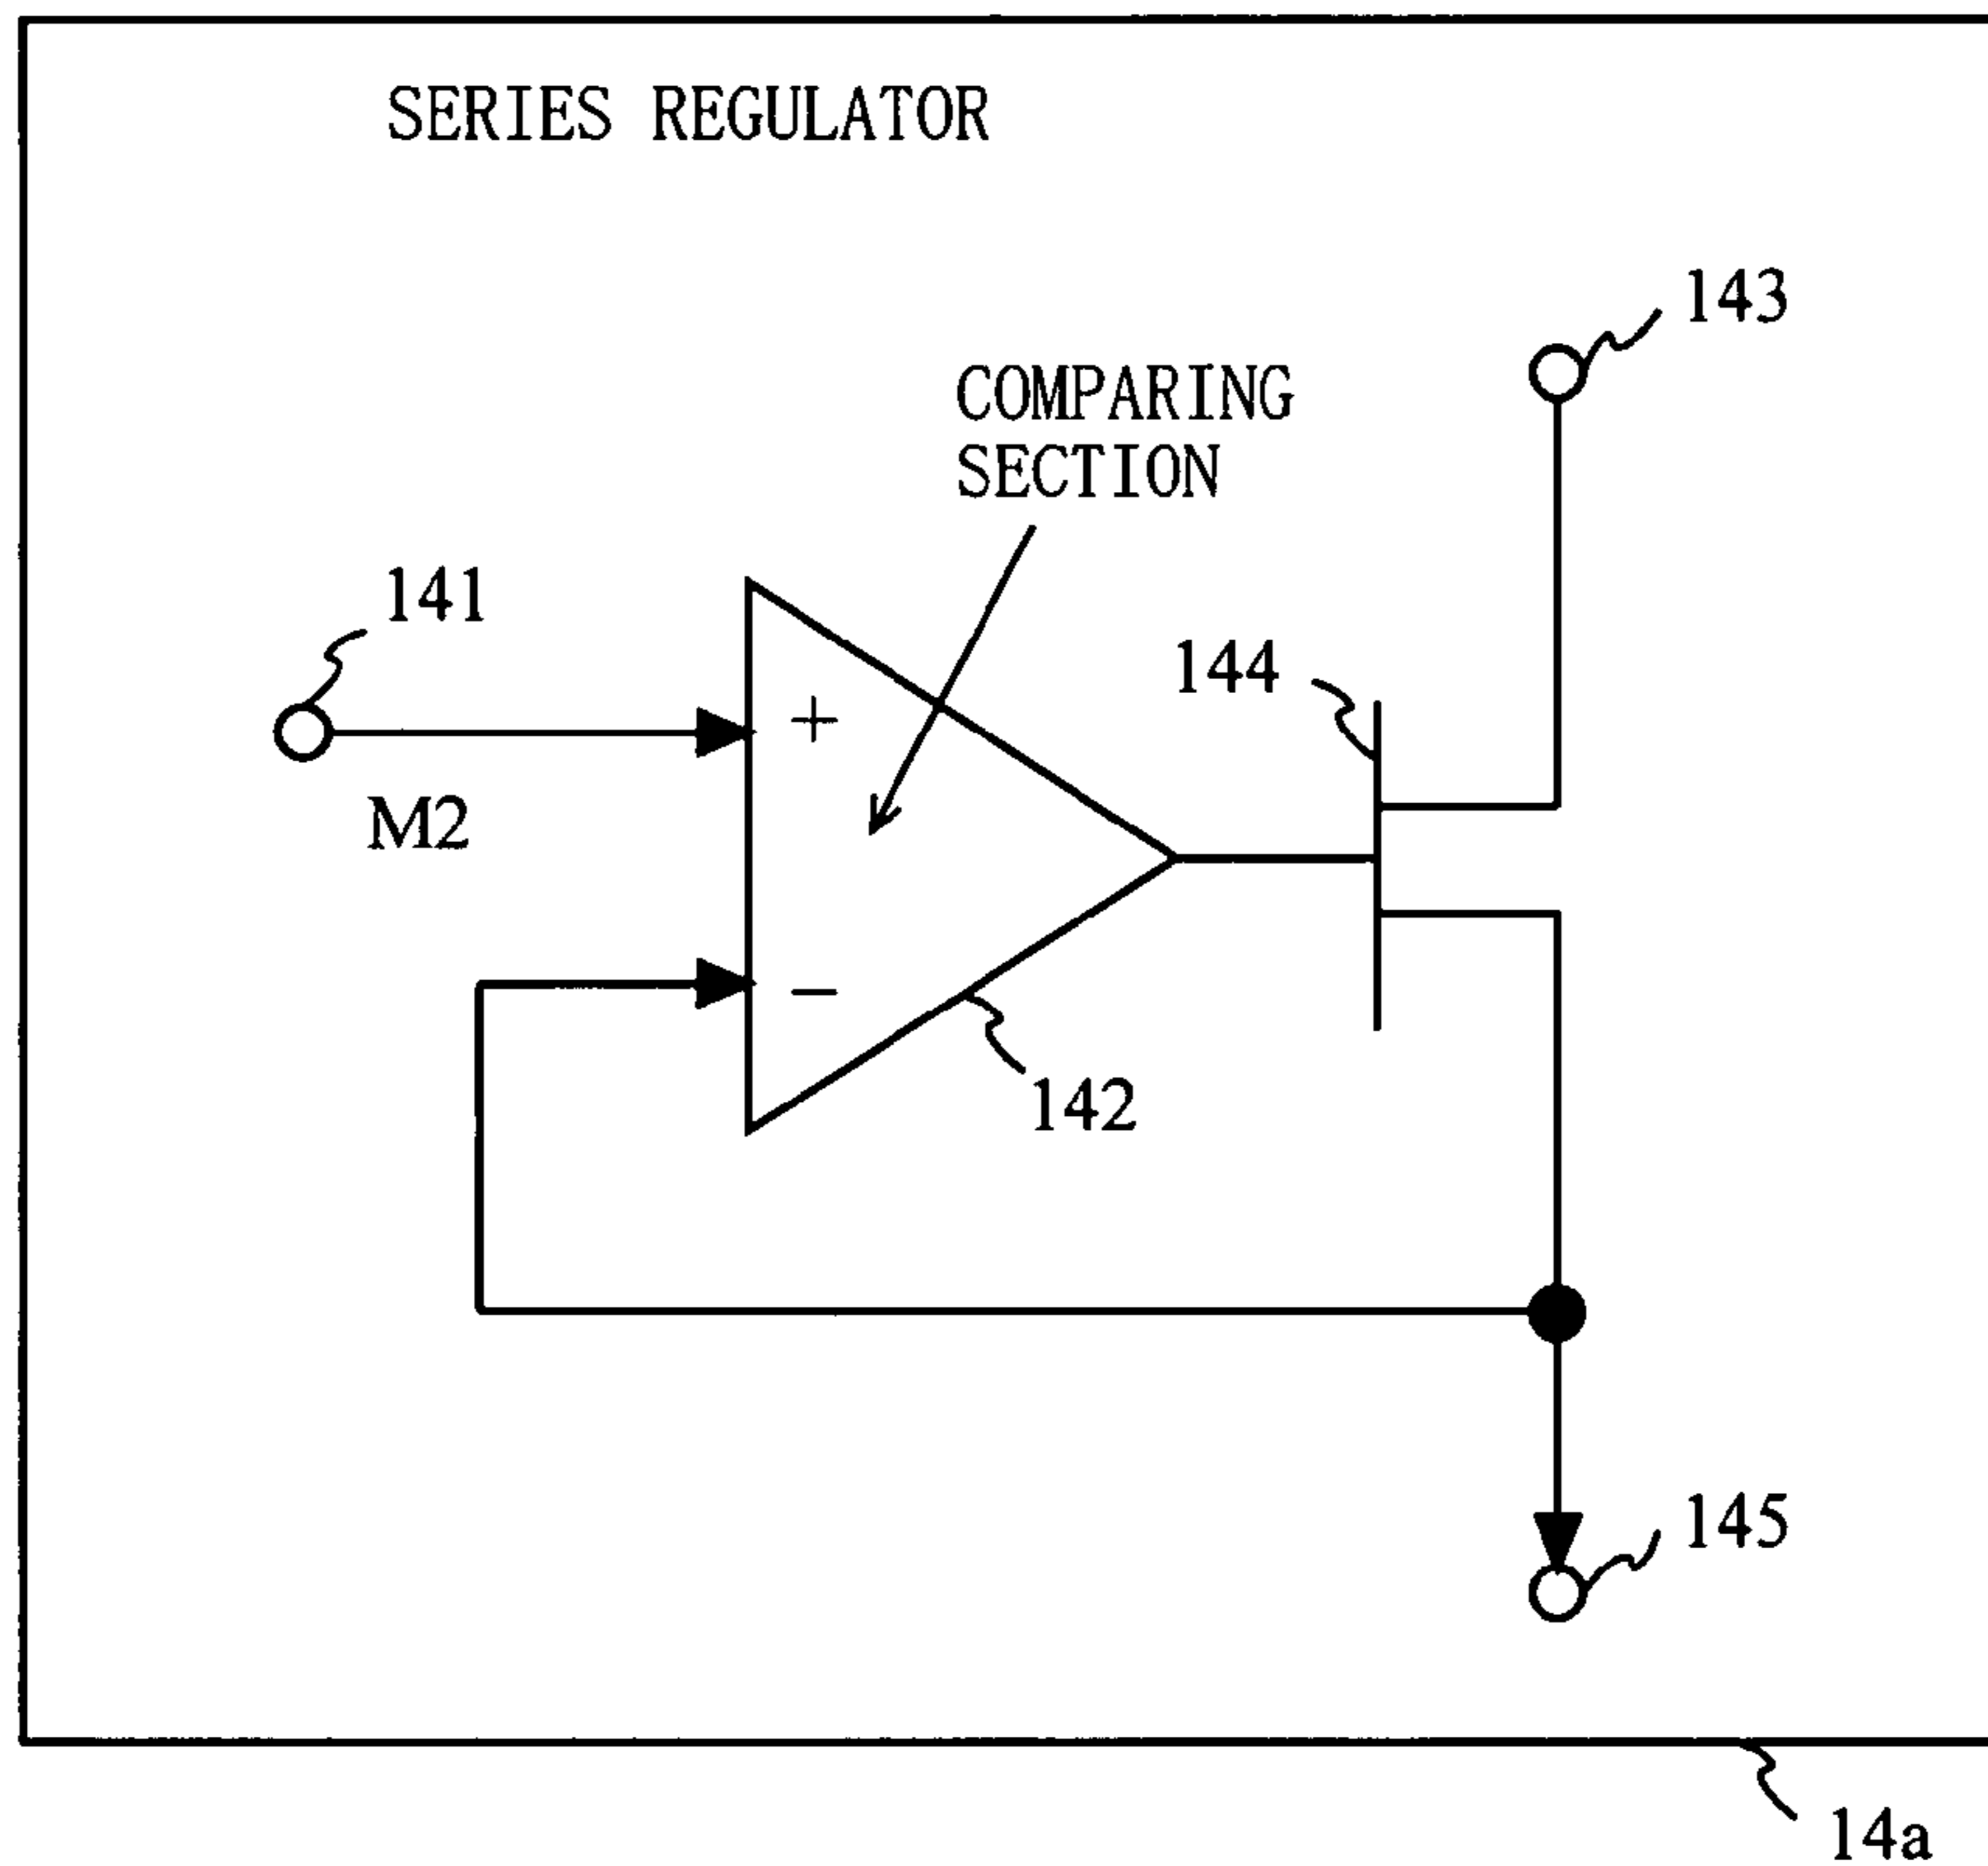 SERIES REGULATOR
143
COMPARING
SECTION
141
144
+
M2
−
142
145
14a